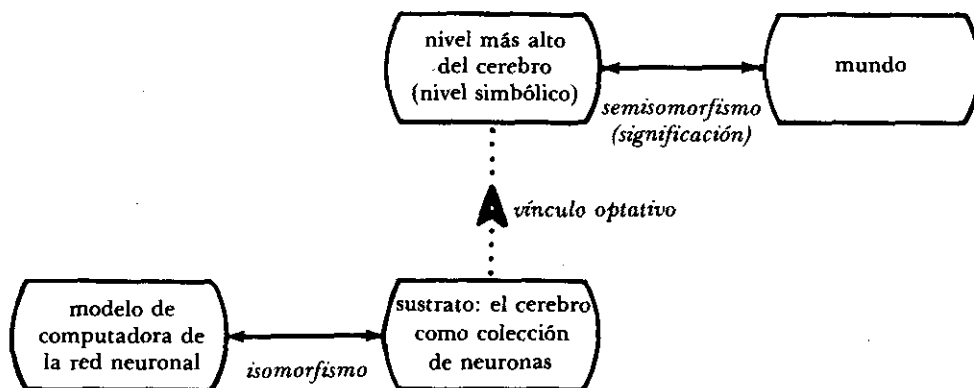 nivel más alto
del cerebro
(nivel simbólico)
mundo
semisomorfismo
(significación)
vínculo optativo
modelo de
computadora de
la red neuronal
isomorfismo
sustrato: el cerebro
como colección
de neuronas